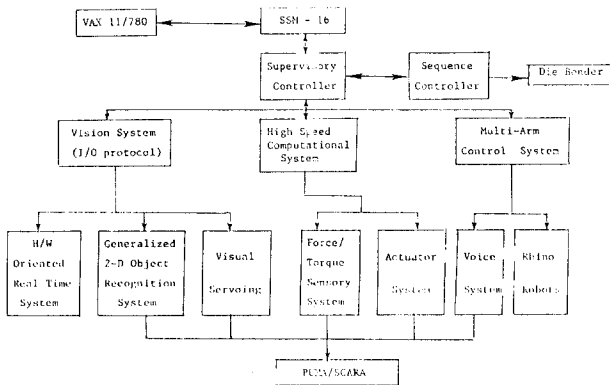 VAX 11/780
SSM - 16
Supervisory
Controller
Sequence
Controller
Die Bonder
Vision System
(I/O protocol)
High Speed
Computational
System
Multi-Arm
Control System
H/W
Oriented
Real Time
System
Generalized
2-D Object
Recognition
System
Visual
Servoing
Force/
Torque
Sensory
System
Actuator
System
Voice
System
Rhino
Robots
PUMA/SCARA